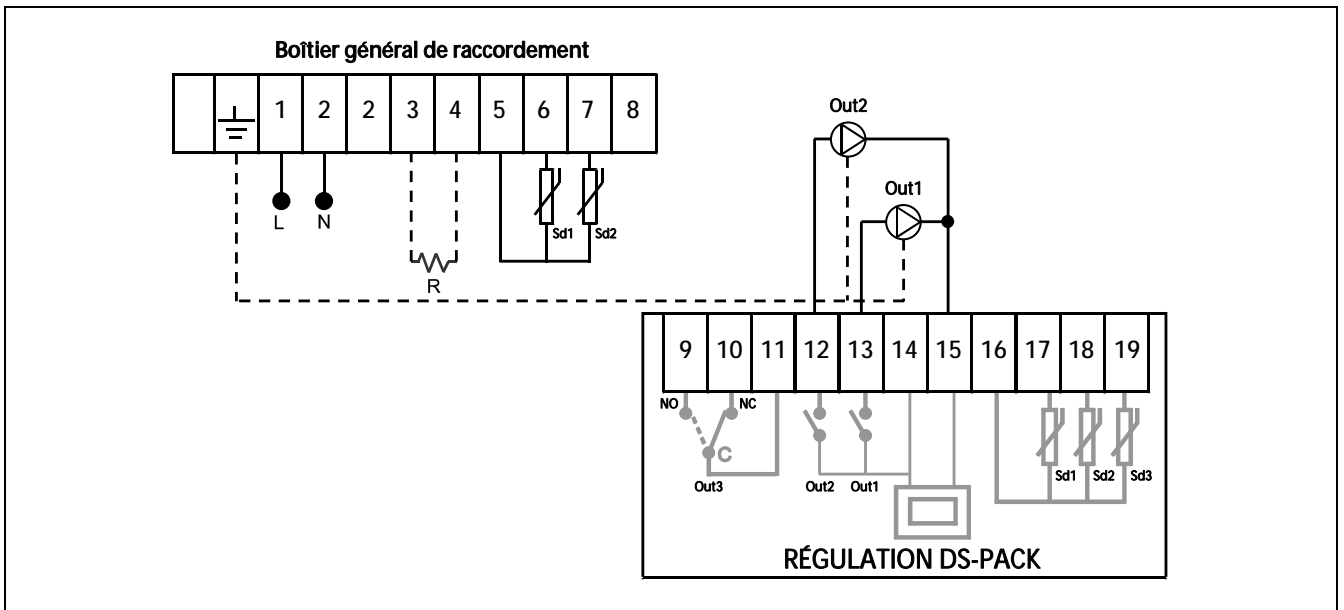 Boîtier général de raccordement
1 2 2 3 4 5 6 7 8
L N
R
Sd1 Sd2
Out2
Out1
9 10 11 12 13 14 15 16 17 18 19
NO NC
C
Out3 Out2 Out1
Sd1 Sd2 Sd3
RÉGULATION DS-PACK